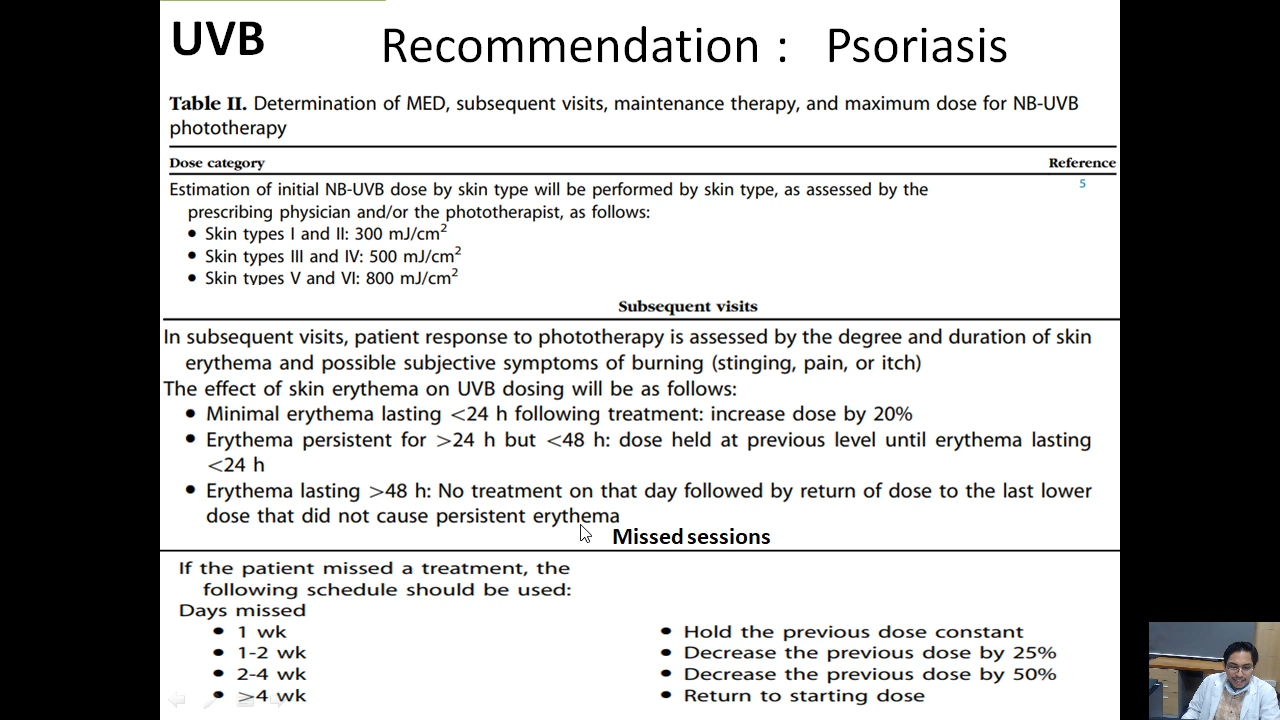 UVB Recommendation : Psoriasis
Table II. Determination of MED, subsequent visits, maintenance therapy, and maximum dose for NB-UVB
phototherapy
Dose category Reference
Estimation of initial NB-UVB dose by skin type will be performed by skin type, as assessed by the 5
prescribing physician and/or the phototherapist, as follows:
• Skin types I and II: 300 mJ/cm²
• Skin types III and IV: 500 mJ/cm²
• Skin types V and VI: 800 mJ/cm²
Subsequent visits
In subsequent visits, patient response to phototherapy is assessed by the degree and duration of skin
erythema and possible subjective symptoms of burning (stinging, pain, or itch)
The effect of skin erythema on UVB dosing will be as follows:
• Minimal erythema lasting <24 h following treatment: increase dose by 20%
• Erythema persistent for >24 h but <48 h: dose held at previous level until erythema lasting
<24 h
• Erythema lasting >48 h: No treatment on that day followed by return of dose to the last lower
dose that did not cause persistent erythema
Missed sessions
If the patient missed a treatment, the
following schedule should be used:
Days missed
• 1 wk • Hold the previous dose constant
• 1-2 wk • Decrease the previous dose by 25%
• 2-4 wk • Decrease the previous dose by 50%
• >4 wk • Return to starting dose